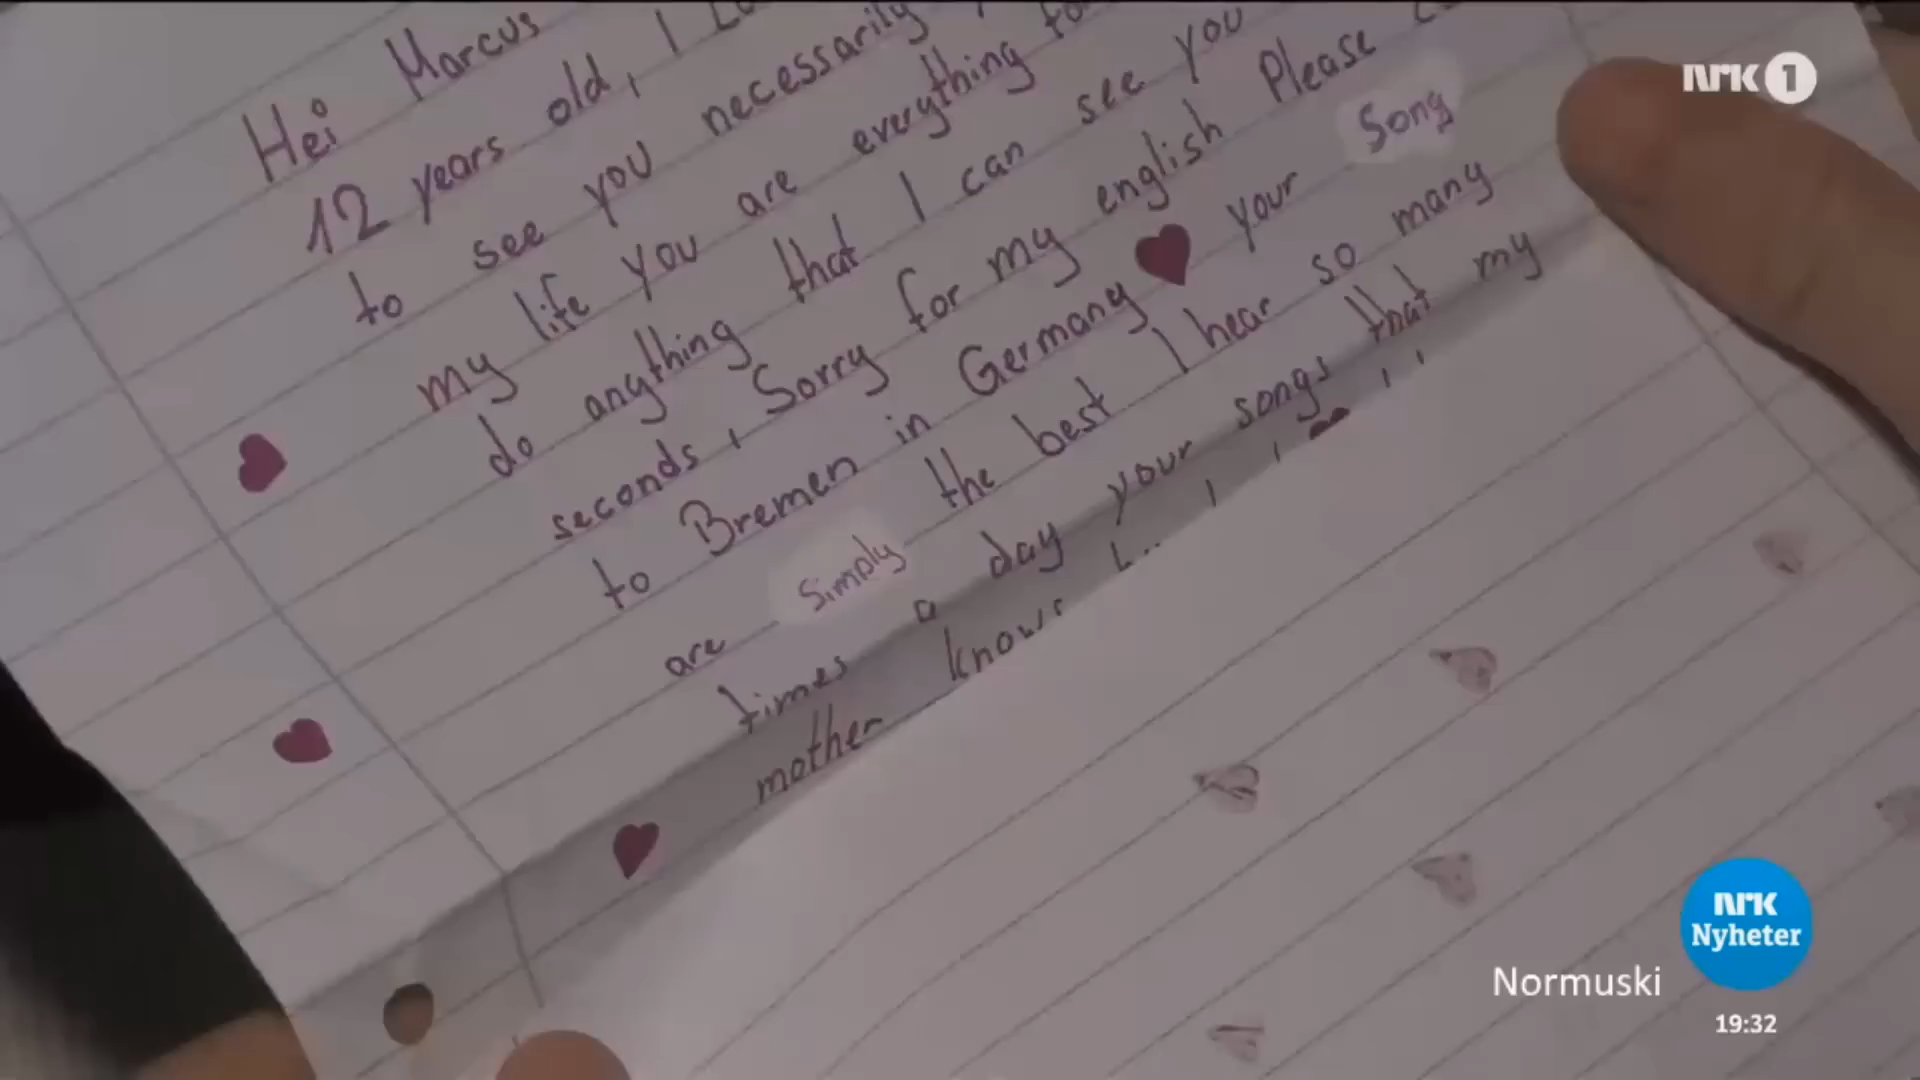 Hei Marcus
12 years old, I
to see you necessarily
my life you are everything
do anything that I can see you
seconds, Sorry for my english Please
to Bremen in Germany your Song
are simply the best I hear so many
times a day your songs that my
mother knows
NRK 1
NRK
Nyheter
Normuski
19:32